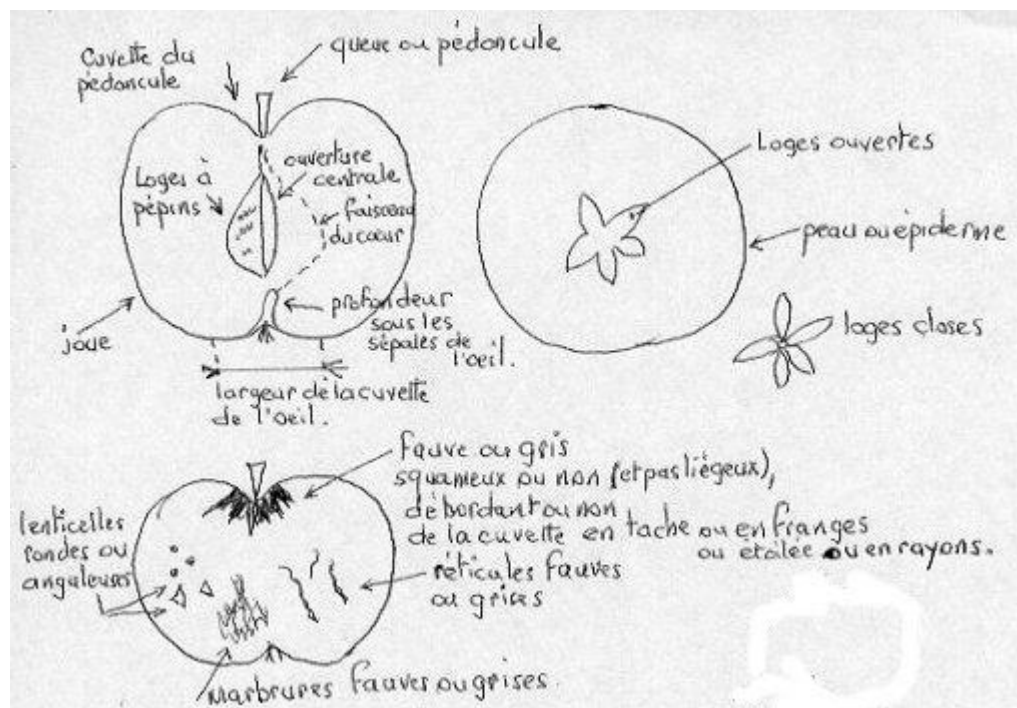 Cuvette du
pédoncule
queue ou pédoncule
Loges à
pépins
ouverture
centrale
faisceau
du cœur
Loges ouvertes
peau ou épiderme
loges closes
joue
profondeur
sous les
sépales de
l'oeil.
largeur de la cuvette
de l'oeil.
fauve ou gris
squameux ou non (et pas liégeux),
débordant ou non
de la cuvette en tache ou en franges
ou étoilée ou en rayons.
lenticelles
rondes ou
anguleuses
réticules fauves
ou grises
Marbrures fauves ou grises.